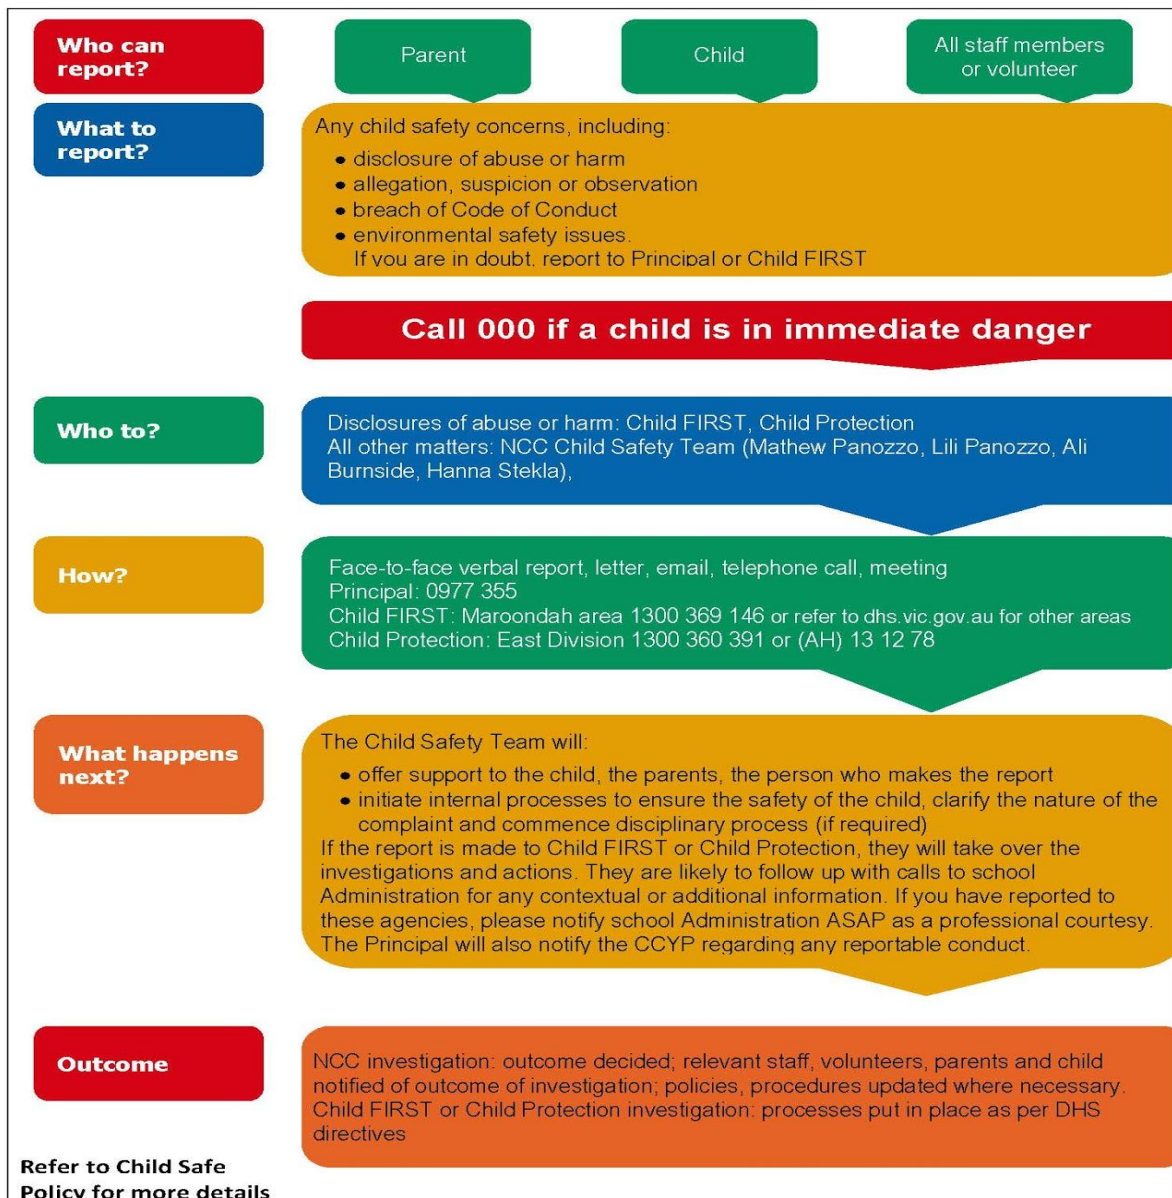 Who can
report?
Parent
Child
All staff members
or volunteer
What to
report?
Any child safety concerns, including:
• disclosure of abuse or harm
• allegation, suspicion or observation
• breach of Code of Conduct
• environmental safety issues.
If you are in doubt, report to Principal or Child FIRST
Call 000 if a child is in immediate danger
Who to?
Disclosures of abuse or harm: Child FIRST, Child Protection
All other matters: NCC Child Safety Team (Mathew Panozzo, Lili Panozzo, Ali
Burnside, Hanna Stekla),
How?
Face-to-face verbal report, letter, email, telephone call, meeting
Principal: 0977 355
Child FIRST: Maroondah area 1300 369 146 or refer to dhs.vic.gov.au for other areas
Child Protection: East Division 1300 360 391 or (AH) 13 12 78
What happens
next?
The Child Safety Team will:
• offer support to the child, the parents, the person who makes the report
• initiate internal processes to ensure the safety of the child, clarify the nature of the
complaint and commence disciplinary process (if required)
If the report is made to Child FIRST or Child Protection, they will take over the
investigations and actions. They are likely to follow up with calls to school
Administration for any contextual or additional information. If you have reported to
these agencies, please notify school Administration ASAP as a professional courtesy.
The Principal will also notify the CCYP regarding any reportable conduct.
Outcome
NCC investigation: outcome decided; relevant staff, volunteers, parents and child
notified of outcome of investigation; policies, procedures updated where necessary.
Child FIRST or Child Protection investigation: processes put in place as per DHS
directives
Refer to Child Safe
Policy for more details